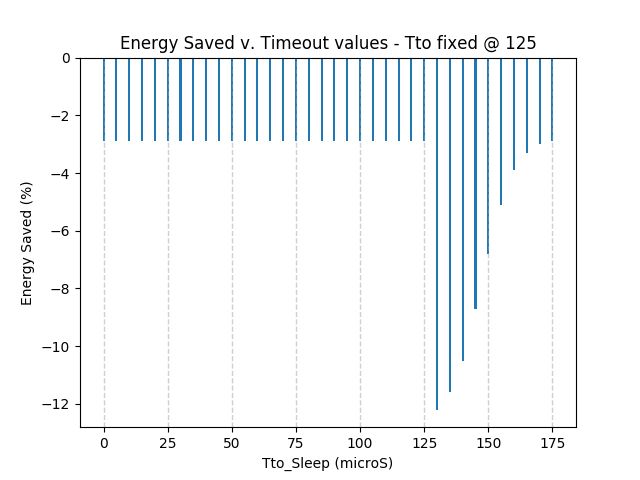 Energy Saved v. Timeout values - Tto fixed @ 125
0
−2
−4
−6
−8
−10
−12
Energy Saved (%)
0 25 50 75 100 125 150 175
Tto_Sleep (microS)